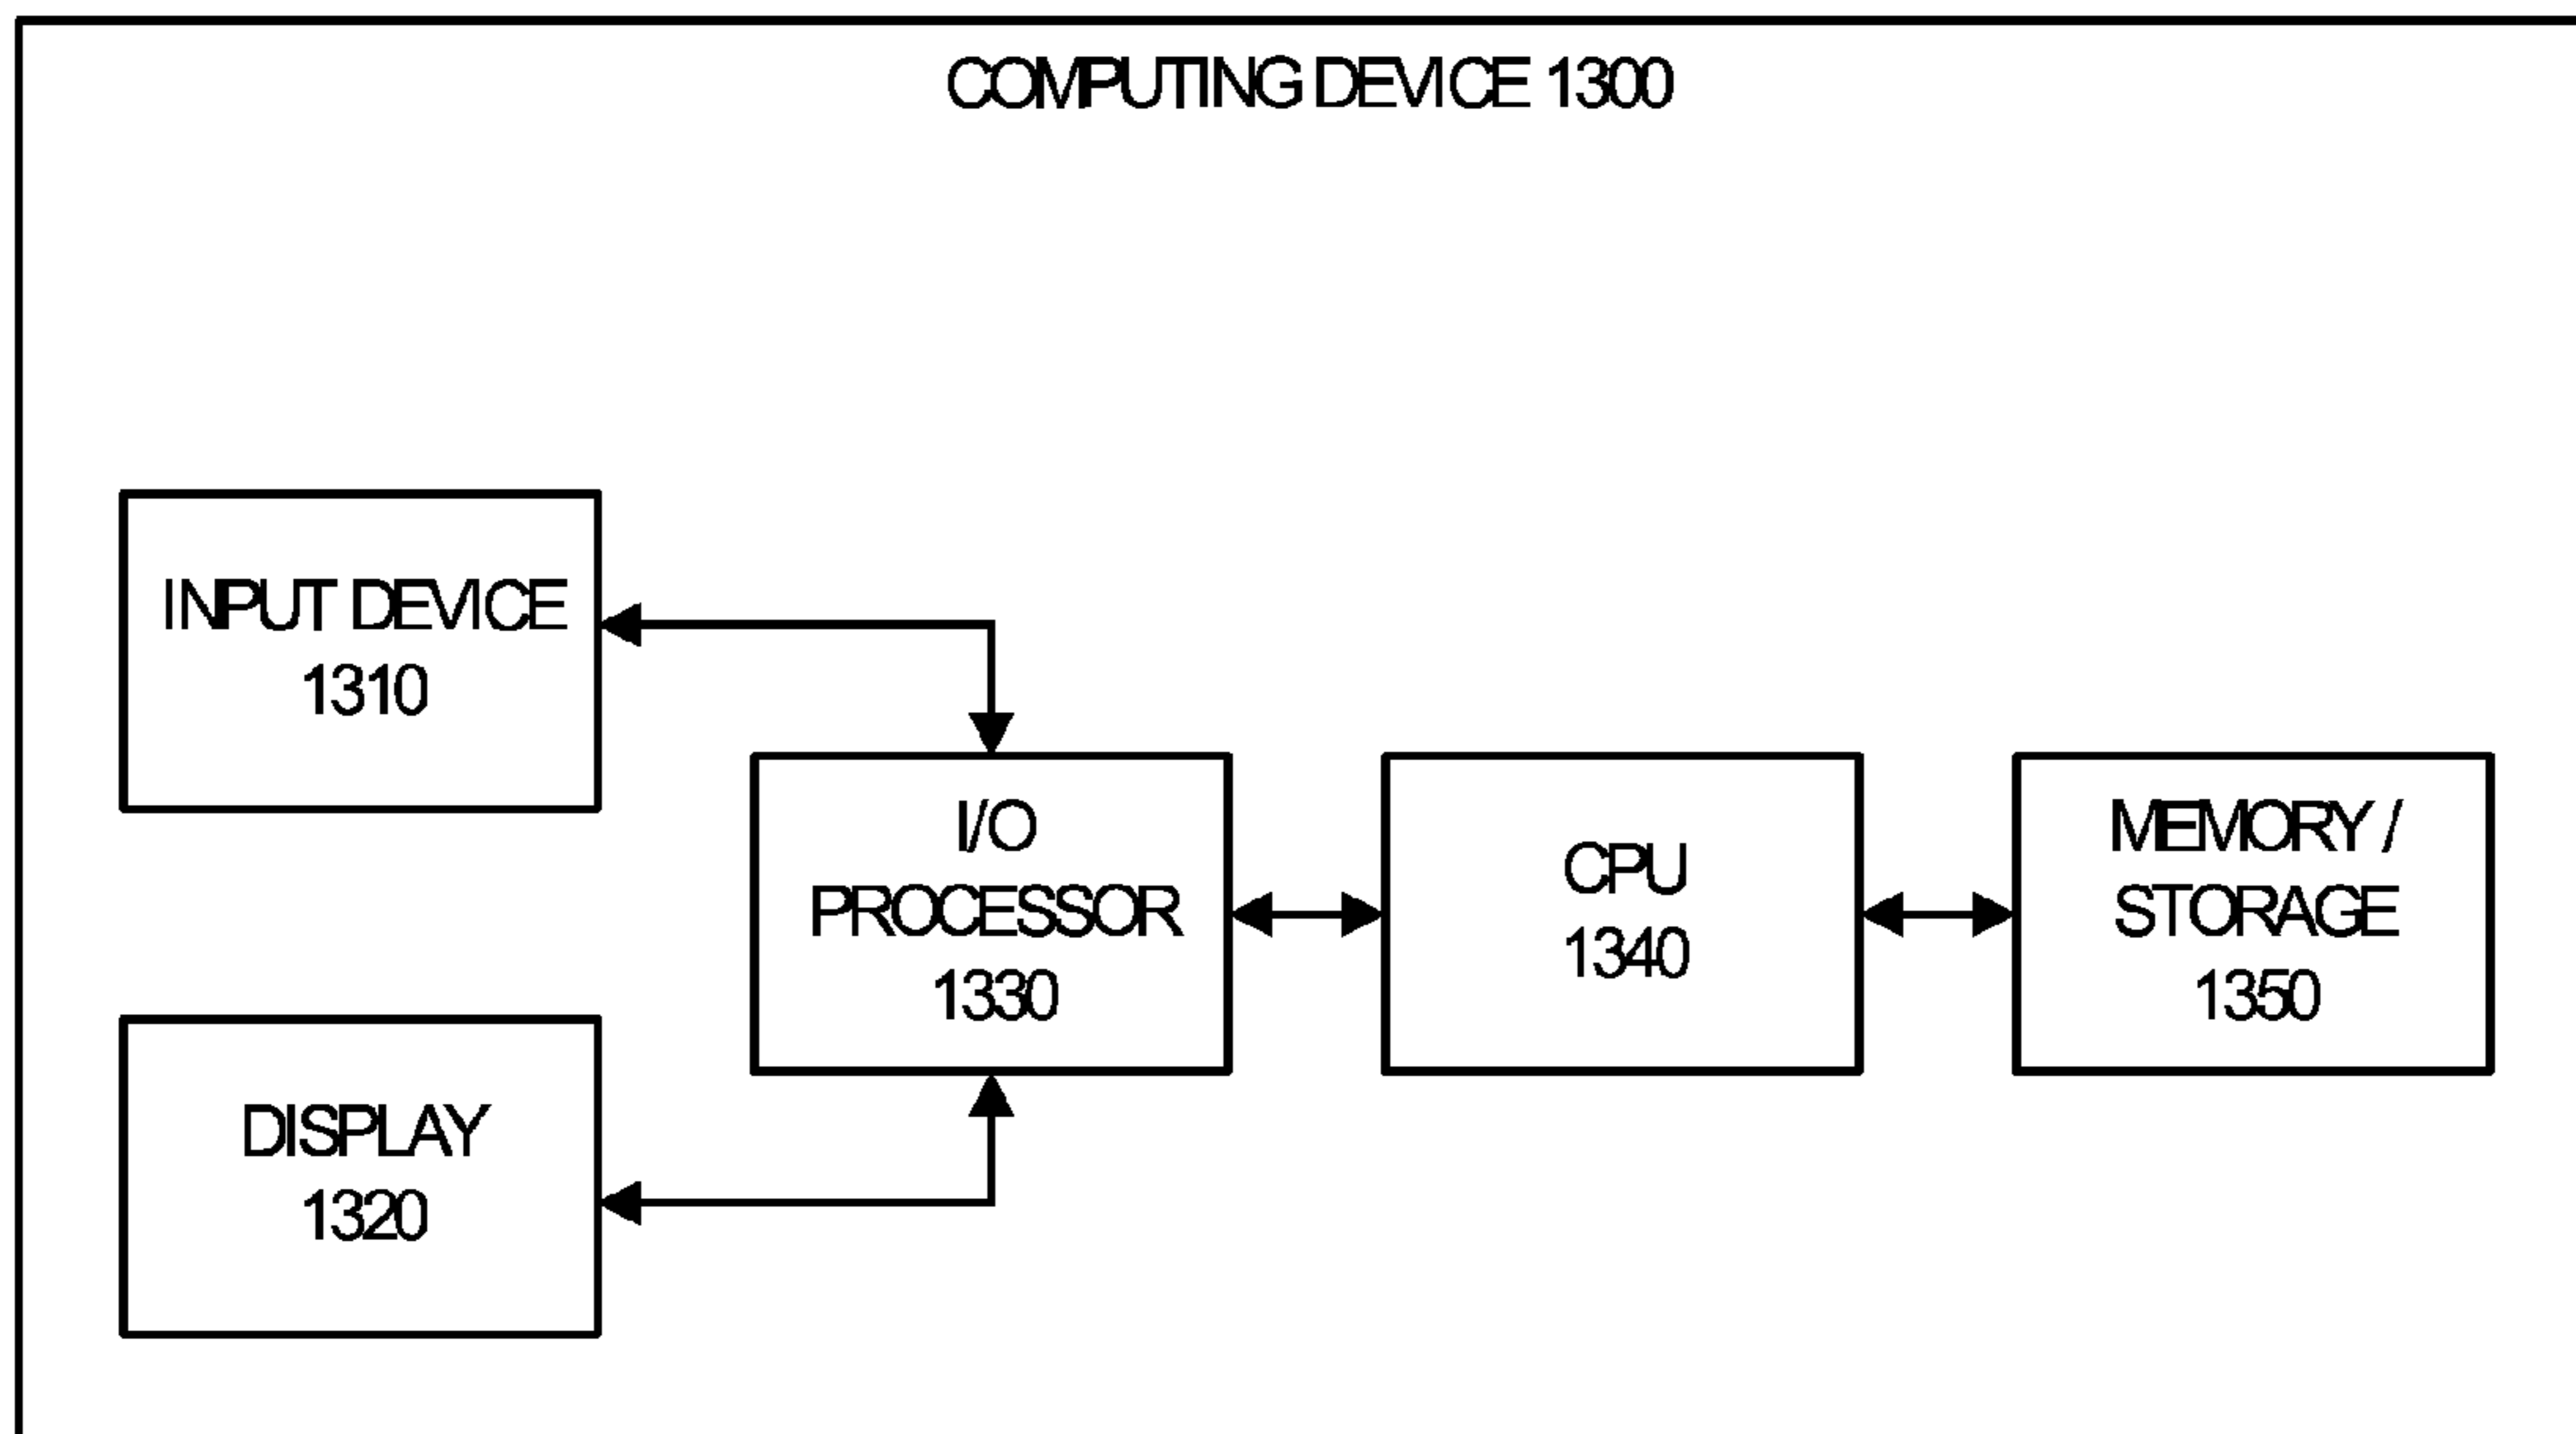 COMPUTING DEVICE 1300
INPUT DEVICE
1310
I/O
PROCESSOR
1330
CPU
1340
MEMORY /
STORAGE
1350
DISPLAY
1320